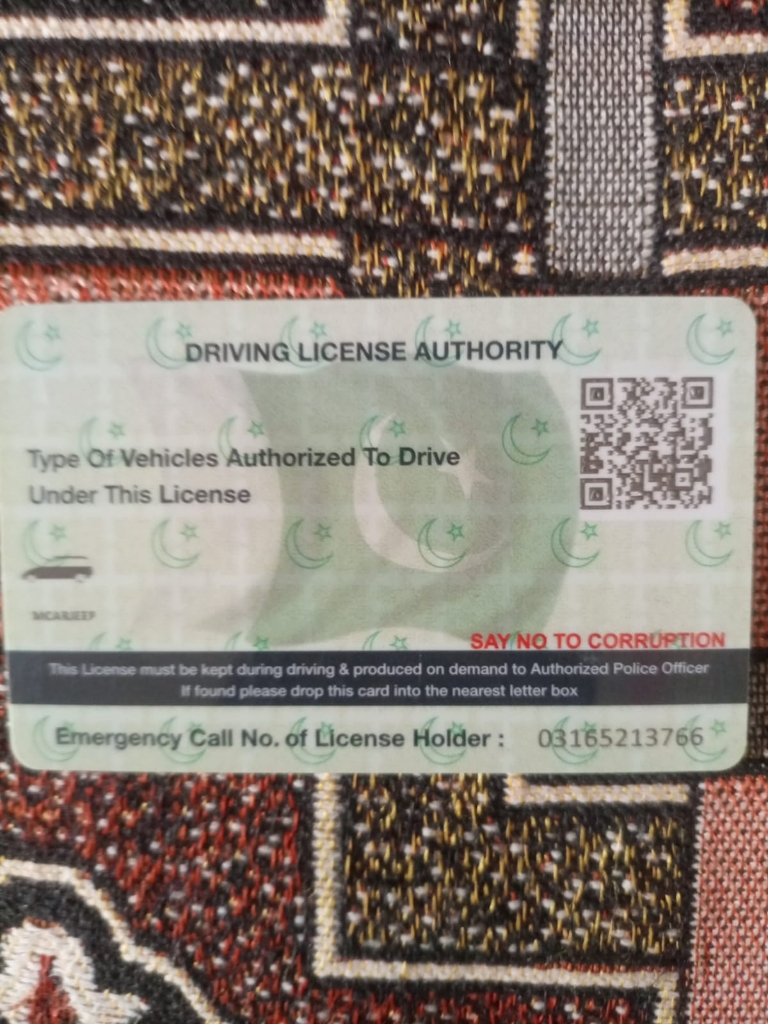 DRIVING LICENSE AUTHORITY
Type Of Vehicles Authorized To Drive
Under This License
MCARJEEP
SAY NO TO CORRUPTION
This License must be kept during driving & produced on demand to Authorized Police Officer
If found please drop this card into the nearest letter box
Emergency Call No. of License Holder : 03165213766